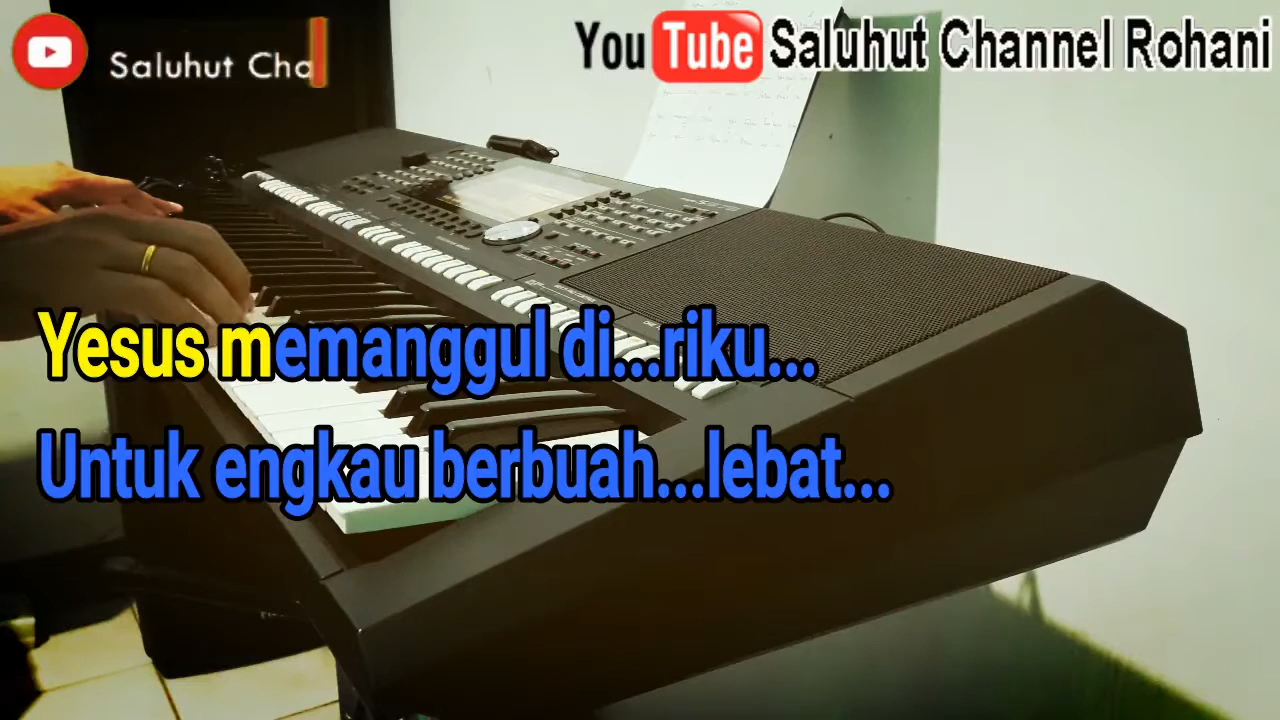 Saluhut Cha
YouTube Saluhut Channel Rohani
Yesus memanggul di...riku...
Untuk engkau berbuah...lebat...